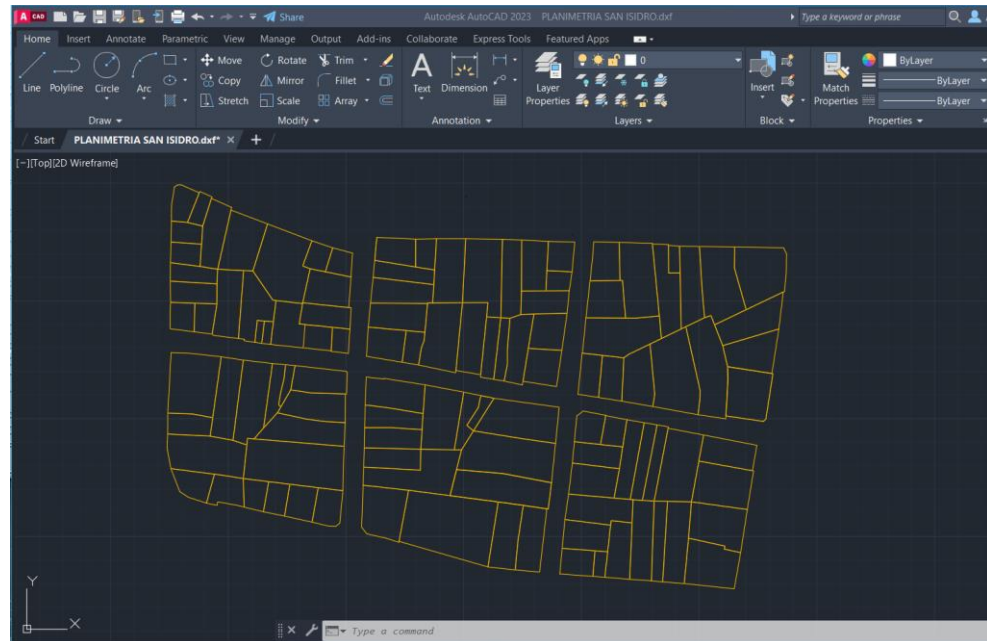 A CAD Share Autodesk AutoCAD 2023 PLANIMETRIA SAN ISIDRO.dxf Type a keyword or phrase
Home Insert Annotate Parametric View Manage Output Add-ins Collaborate Express Tools Featured Apps
Line Polyline Circle Arc Move Rotate Trim Text Dimension Layer Properties 0 Insert Match Properties ByLayer
Copy Mirror Fillet ByLayer
Stretch Scale Array ByLayer
Draw Modify Annotation Layers Block Properties
Start PLANIMETRIA SAN ISIDRO.dxf* × +
[−][Top][2D Wireframe]
Y
X
Type a command